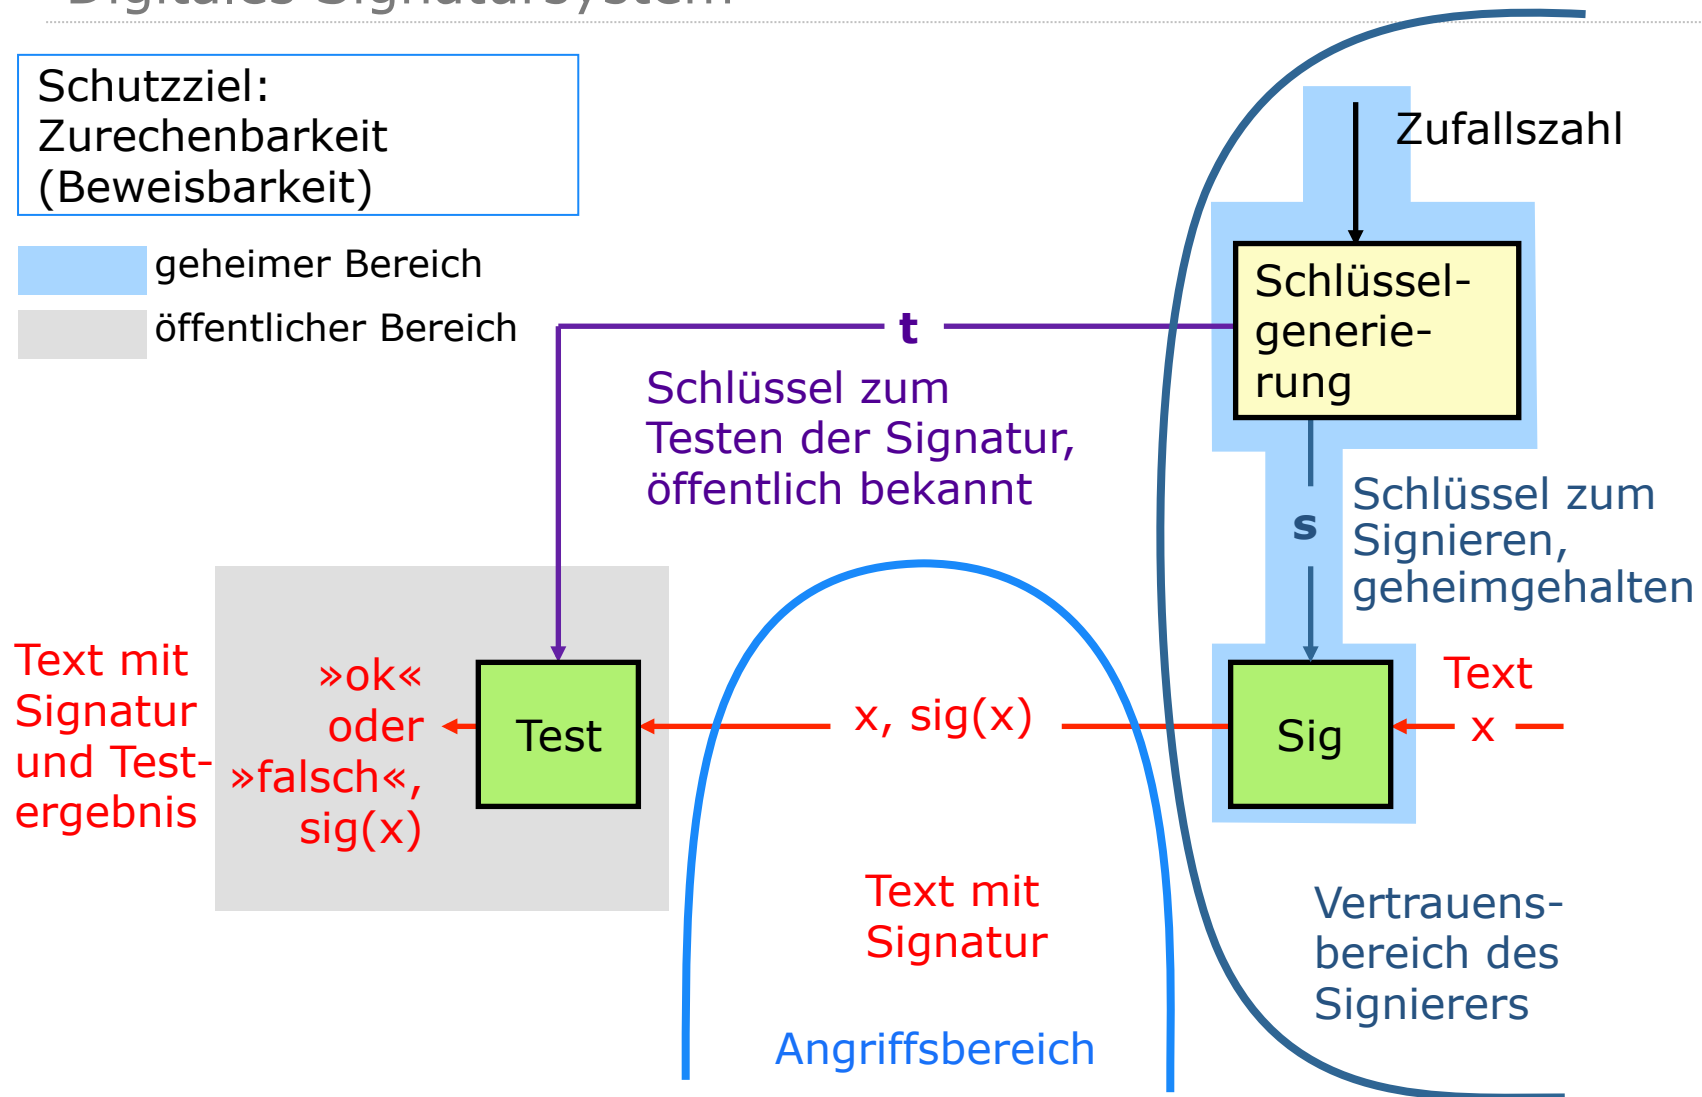 Digitales Signatursystem
Schutzziel:
Zurechenbarkeit
(Beweisbarkeit)
geheimer Bereich
öffentlicher Bereich
Zufallszahl
Schlüssel-
generie-
rung
t
Schlüssel zum
Testen der Signatur,
öffentlich bekannt
s
Schlüssel zum
Signieren,
geheimgehalten
Text mit
Signatur
und Test-
ergebnis
»ok«
oder
»falsch«,
sig(x)
Test
x, sig(x)
Sig
Text
x
Text mit
Signatur
Angriffsbereich
Vertrauens-
bereich des
Signierers